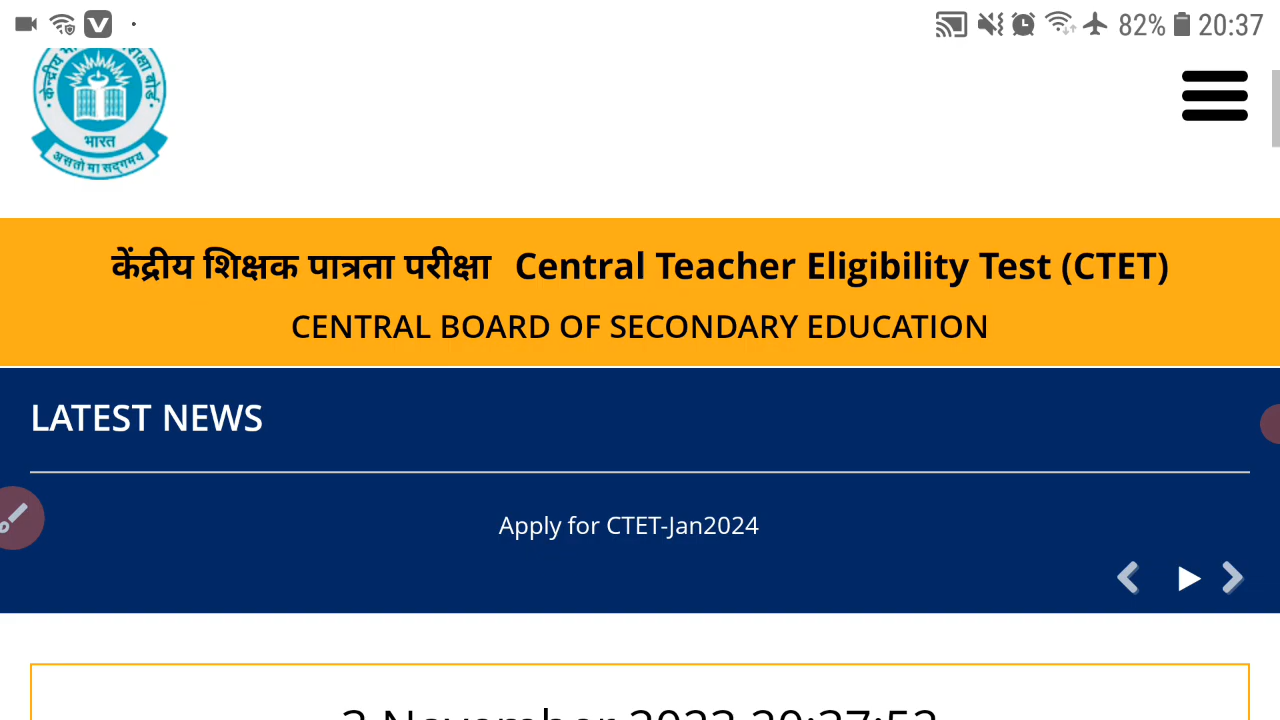 82% 20:37
भारत
असतो मा सद्गमय
केंद्रीय शिक्षक पात्रता परीक्षा Central Teacher Eligibility Test (CTET)
CENTRAL BOARD OF SECONDARY EDUCATION
LATEST NEWS
Apply for CTET-Jan2024